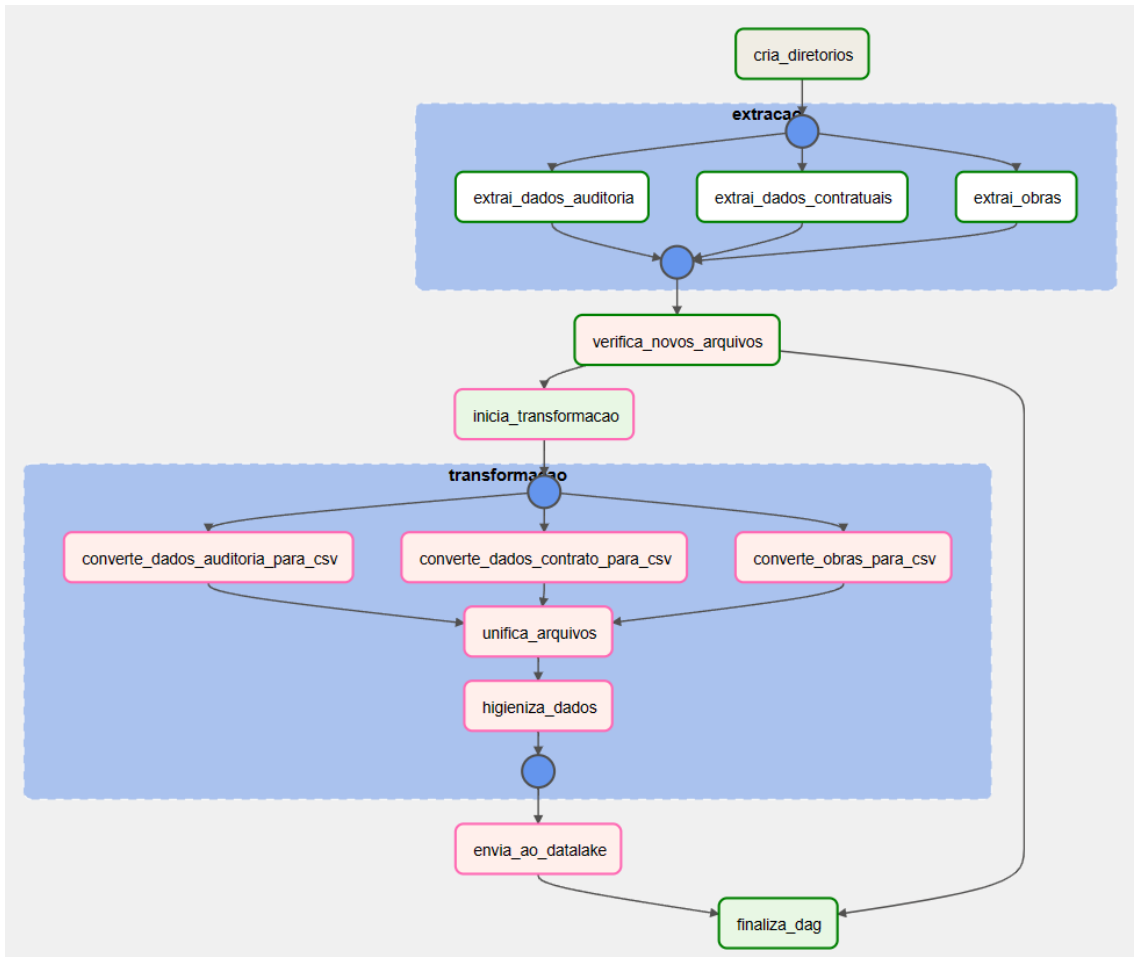 cria_diretorios
extracao
extrai_dados_auditoria
extrai_dados_contratuais
extrai_obras
verifica_novos_arquivos
inicia_transformacao
transformacao
converte_dados_auditoria_para_csv
converte_dados_contrato_para_csv
converte_obras_para_csv
unifica_arquivos
higieniza_dados
envia_ao_datalake
finaliza_dag